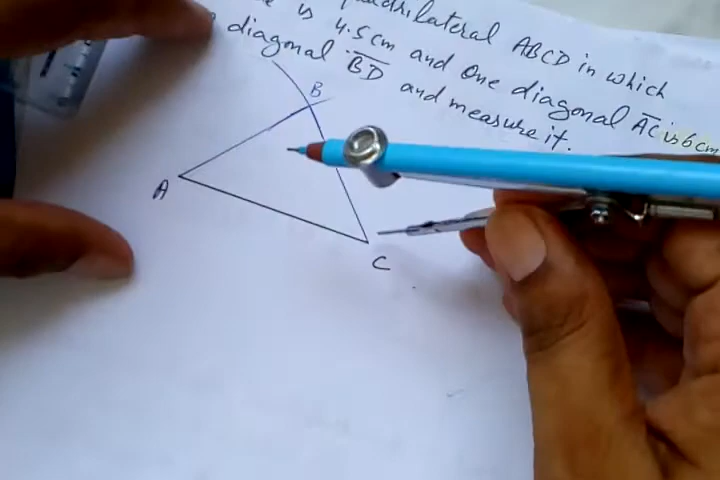 quadrilateral ABCD in which
is 4.5cm and one diagonal AC is 6cm
diagonal BD and measure it.
B
A
C